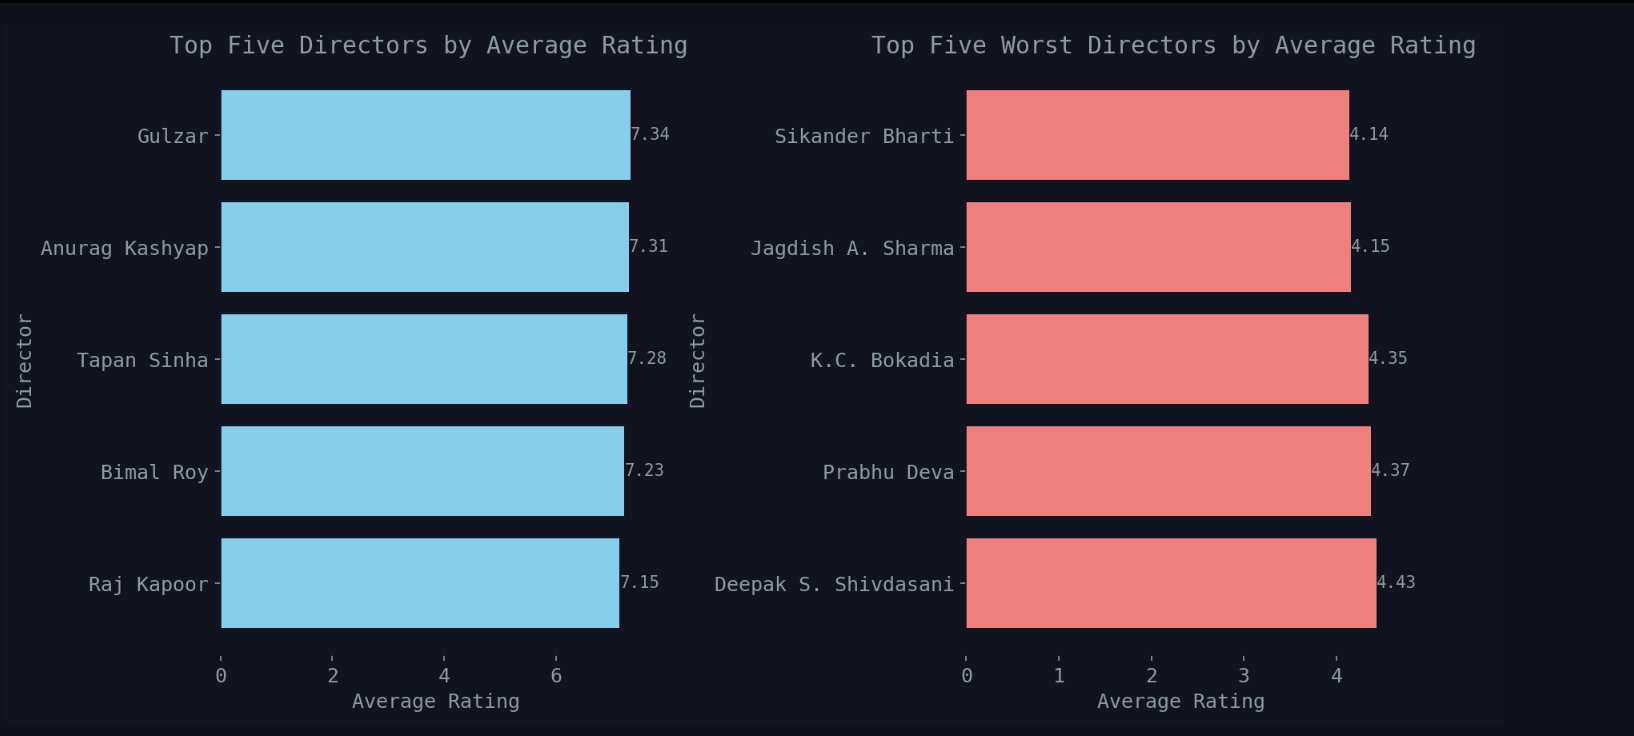 Top Five Directors by Average Rating
Director
Gulzar
7.34
Anurag Kashyap
7.31
Tapan Sinha
7.28
Bimal Roy
7.23
Raj Kapoor
7.15
0 2 4 6
Average Rating
Top Five Worst Directors by Average Rating
Director
Sikander Bharti
4.14
Jagdish A. Sharma
4.15
K.C. Bokadia
4.35
Prabhu Deva
4.37
Deepak S. Shivdasani
4.43
0 1 2 3 4
Average Rating